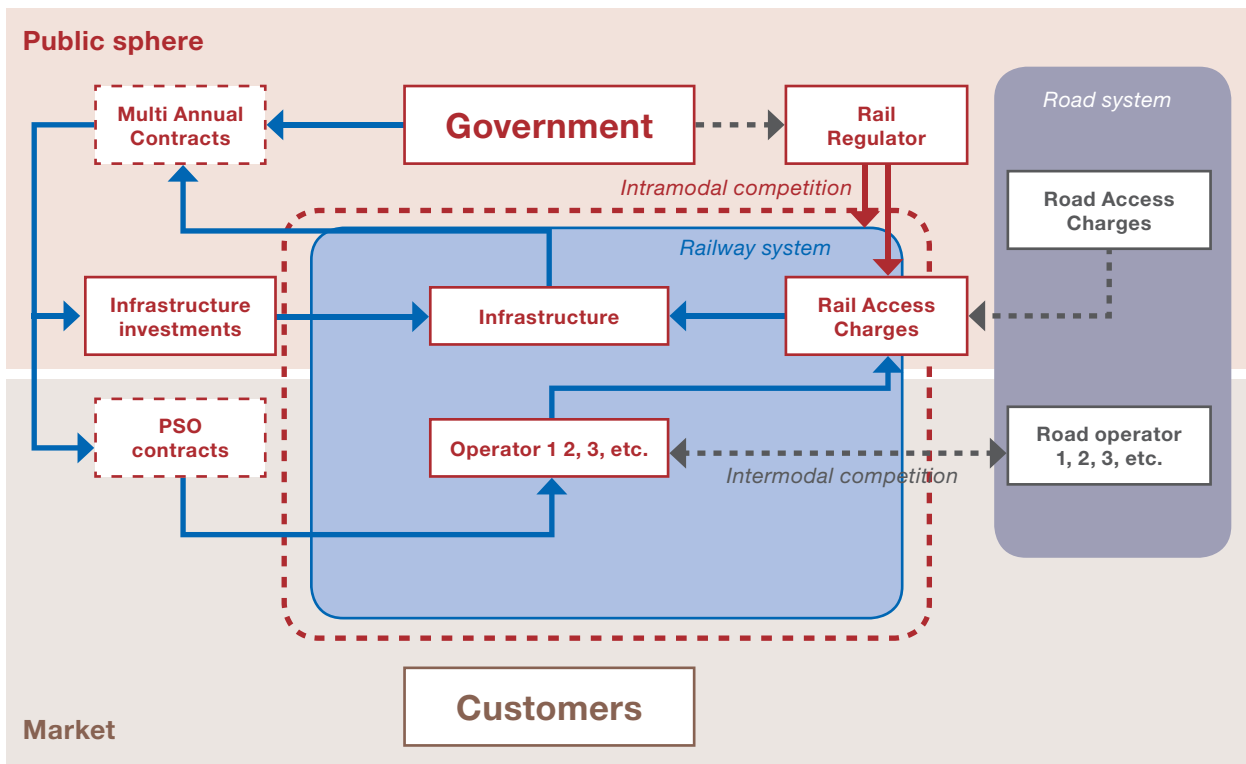 Public sphere
Multi Annual
Contracts
Government
Rail
Regulator
Road system
Intramodal competition
Road Access
Charges
Railway system
Infrastructure
investments
Infrastructure
Rail Access
Charges
PSO
contracts
Operator 1 2, 3, etc.
Road operator
1, 2, 3, etc.
Intermodal competition
Customers
Market